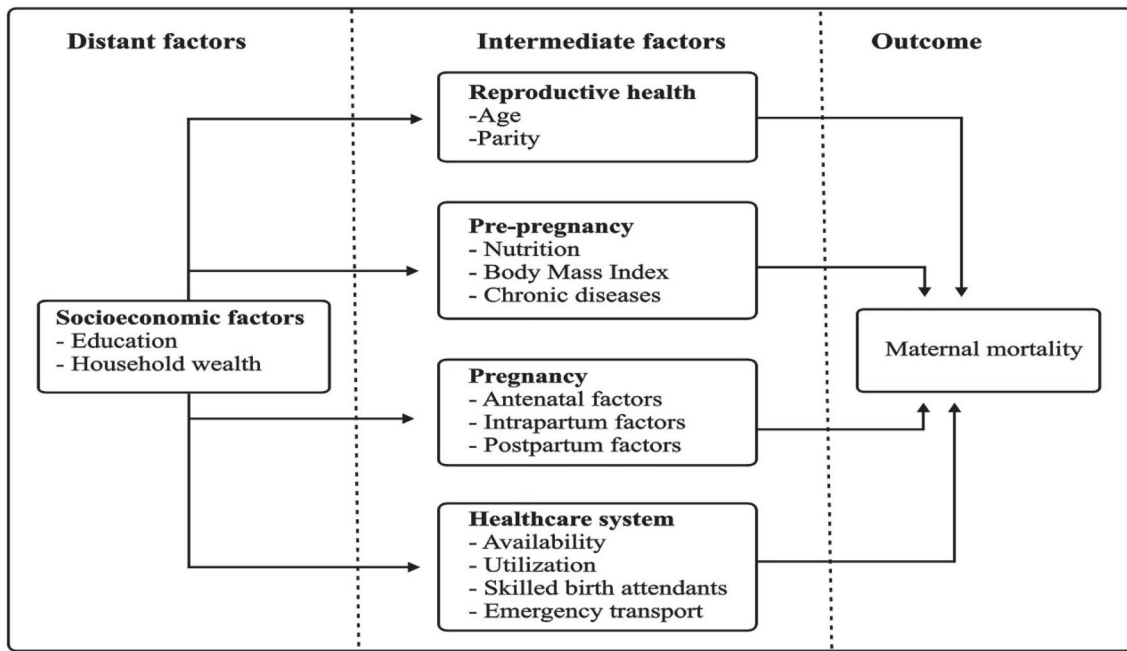 Distant factors
Intermediate factors
Outcome
Socioeconomic factors
- Education
- Household wealth
Reproductive health
-Age
-Parity
Pre-pregnancy
- Nutrition
- Body Mass Index
- Chronic diseases
Pregnancy
- Antenatal factors
- Intrapartum factors
- Postpartum factors
Healthcare system
- Availability
- Utilization
- Skilled birth attendants
- Emergency transport
Maternal mortality